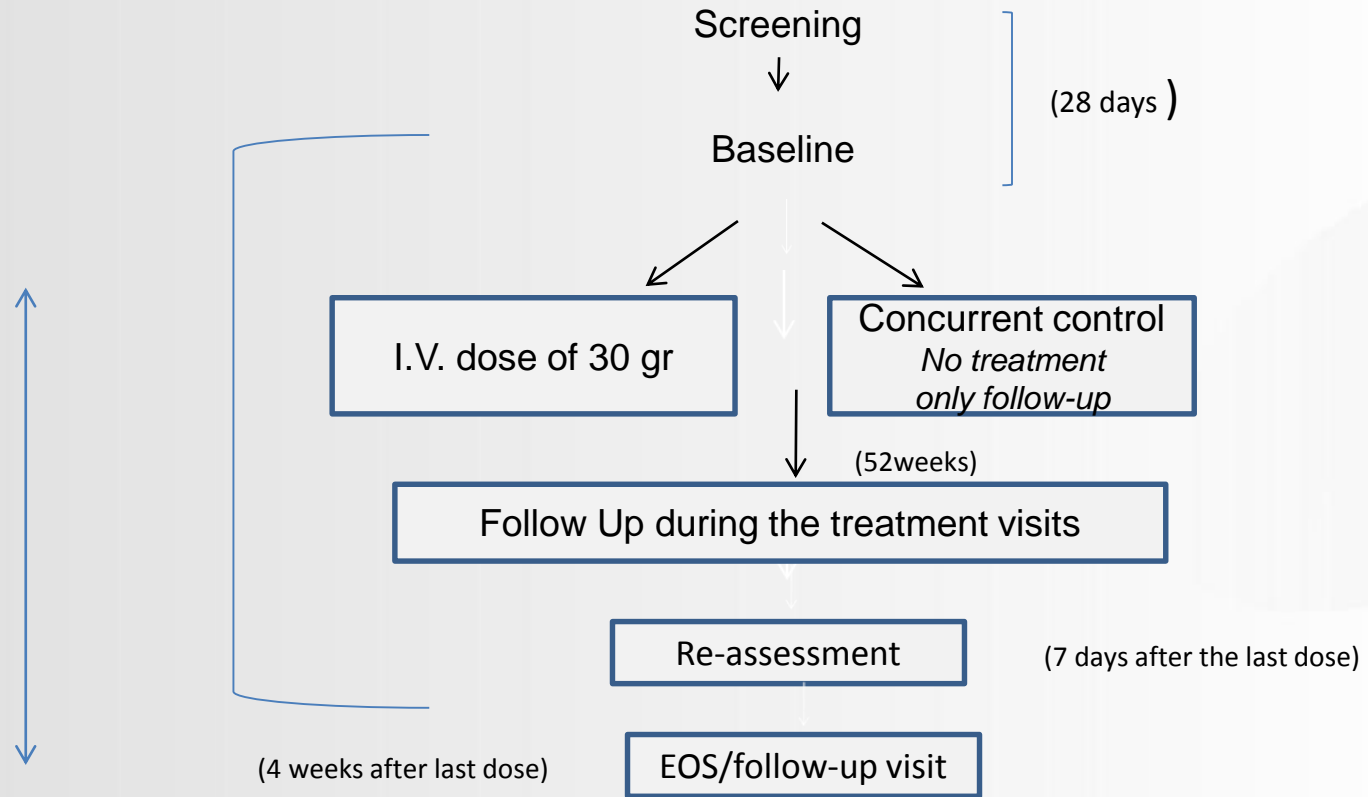 Screening
(28 days )
Baseline
I.V. dose of 30 gr
Concurrent control
No treatment
only follow-up
(52weeks)
Follow Up during the treatment visits
Re-assessment
(7 days after the last dose)
(4 weeks after last dose)
EOS/follow-up visit